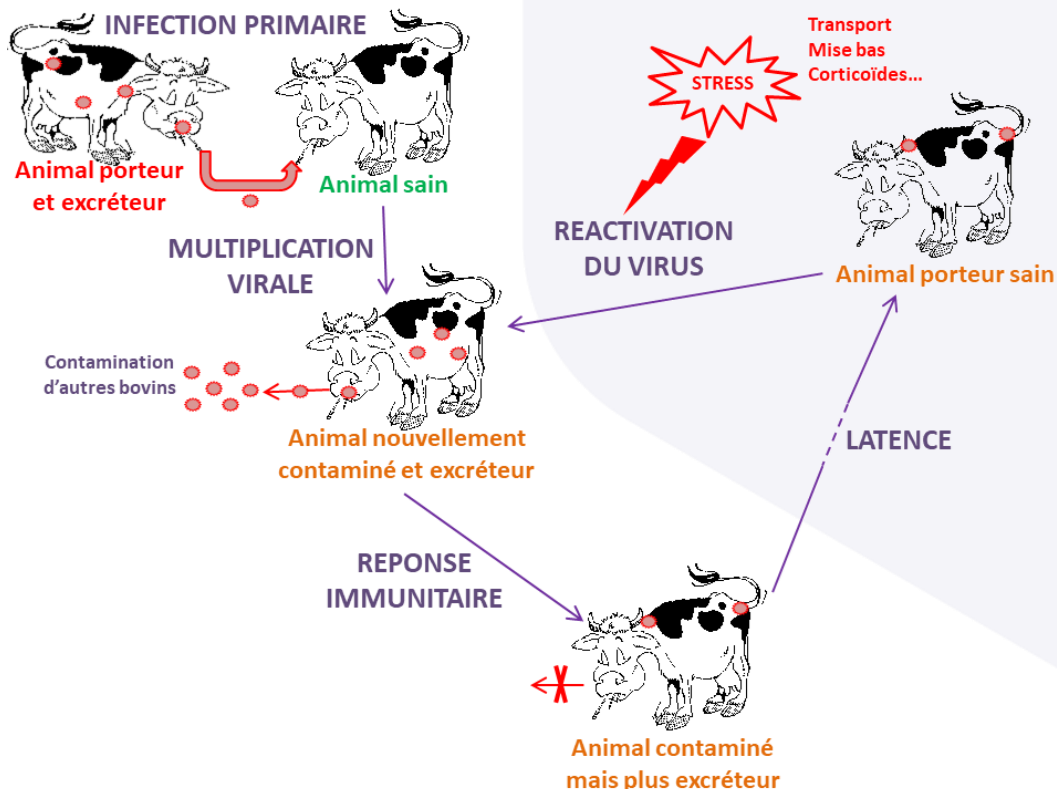 INFECTION PRIMAIRE
Animal porteur
et excréteur
Animal sain
STRESS
Transport
Mise bas
Corticoïdes...
MULTIPLICATION
VIRALE
REACTIVATION
DU VIRUS
Animal porteur sain
Contamination
d'autres bovins
Animal nouvellement
contaminé et excréteur
LATENCE
REPONSE
IMMUNITAIRE
Animal contaminé
mais plus excréteur